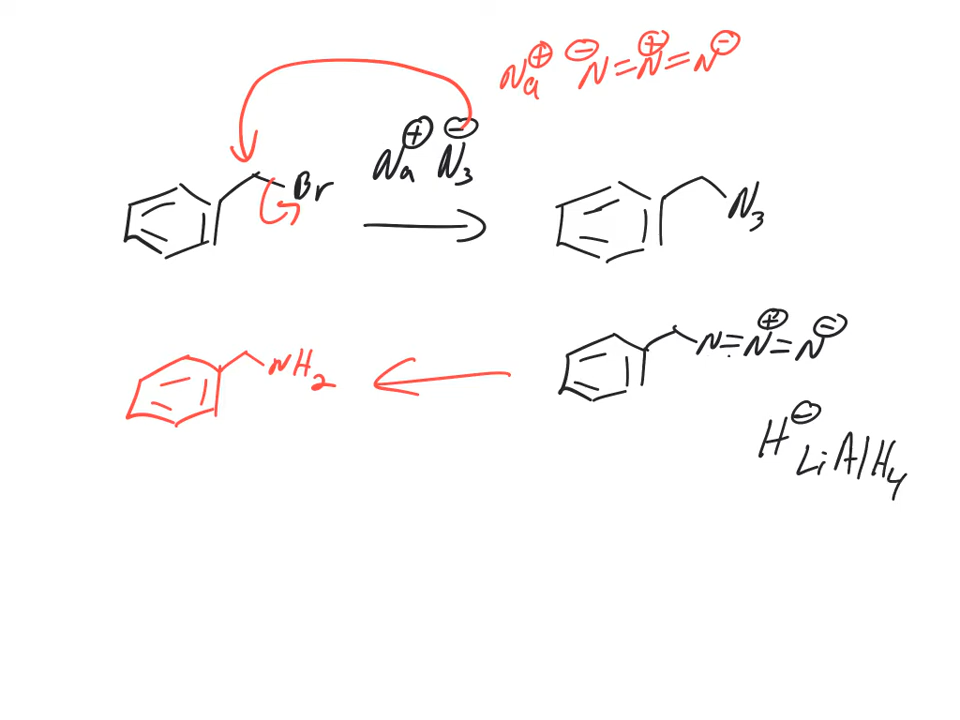 Na⊕ ⊖N=N⊕=N⊖
Na⊕ N₃⊖
Br
N₃
N=N⊕=N⊖
NH₂
H⊖
LiAlH₄